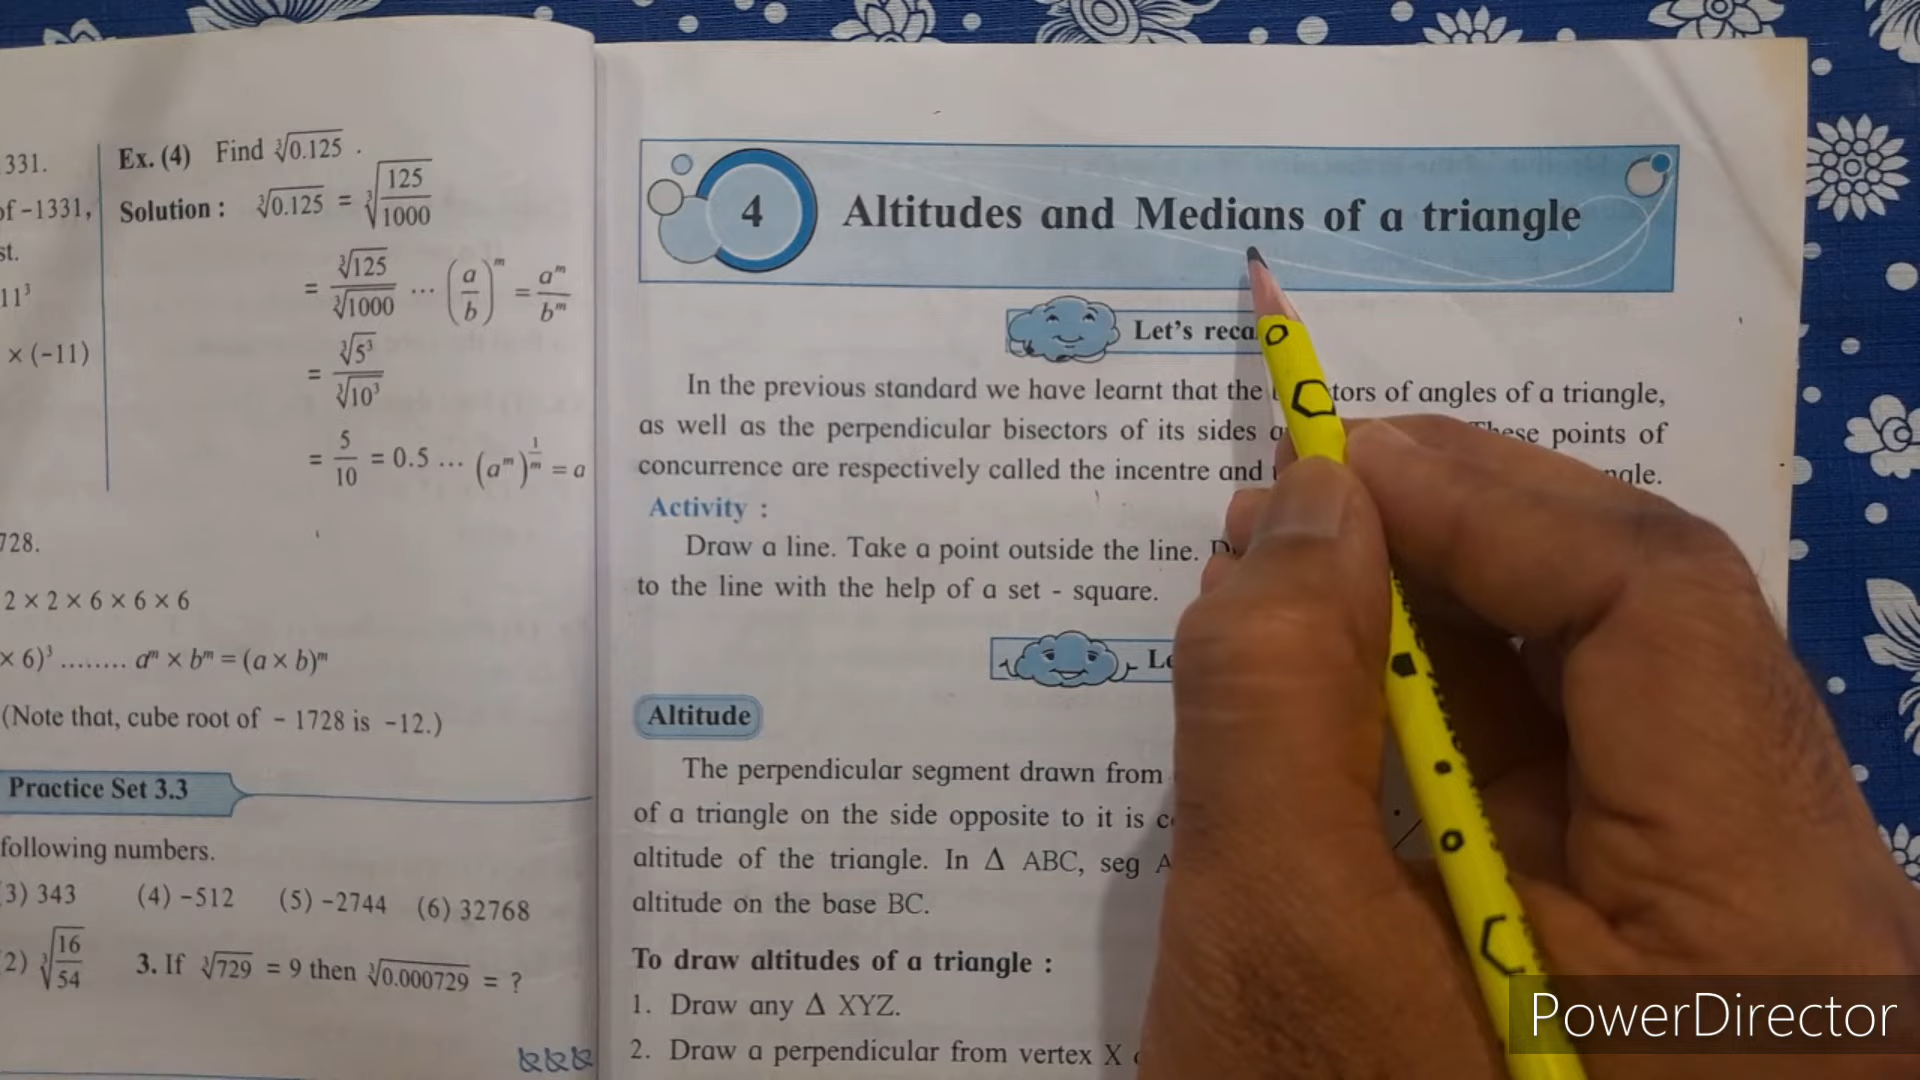 331.
of -1331,
st.
11³
× (-11)
Ex. (4) Find ∛0.125 .
Solution : ∛0.125 = ∛(125/1000)
= ∛125/∛1000 ... (a/b)ᵐ = aᵐ/bᵐ
= ∛5³/∛10³
= 5/10 = 0.5 ... (aᵐ)^(1/m) = a
728.
2 × 2 × 6 × 6 × 6
× 6)³ ........ aᵐ × bᵐ = (a × b)ᵐ
(Note that, cube root of - 1728 is -12.)
Practice Set 3.3
following numbers.
3) 343 (4) -512 (5) -2744 (6) 32768
2) ∛(16/54) 3. If ∛729 = 9 then ∛0.000729 = ?
4 Altitudes and Medians of a triangle
Let's reca
In the previous standard we have learnt that the tors of angles of a triangle,
as well as the perpendicular bisectors of its sides These points of
concurrence are respectively called the incentre and ngle.
Activity :
Draw a line. Take a point outside the line.
to the line with the help of a set - square.
Le
Altitude
The perpendicular segment drawn from
of a triangle on the side opposite to it is
altitude of the triangle. In Δ ABC, seg A
altitude on the base BC.
To draw altitudes of a triangle :
1. Draw any Δ XYZ.
2. Draw a perpendicular from vertex X
PowerDirector